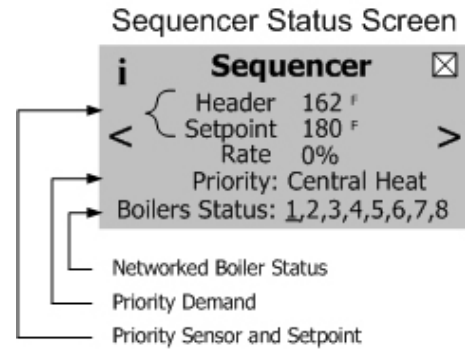 Sequencer Status Screen
i Sequencer
Header 162 F
< Setpoint 180 F >
Rate 0%
Priority: Central Heat
Boilers Status: 1,2,3,4,5,6,7,8
Networked Boiler Status
Priority Demand
Priority Sensor and Setpoint